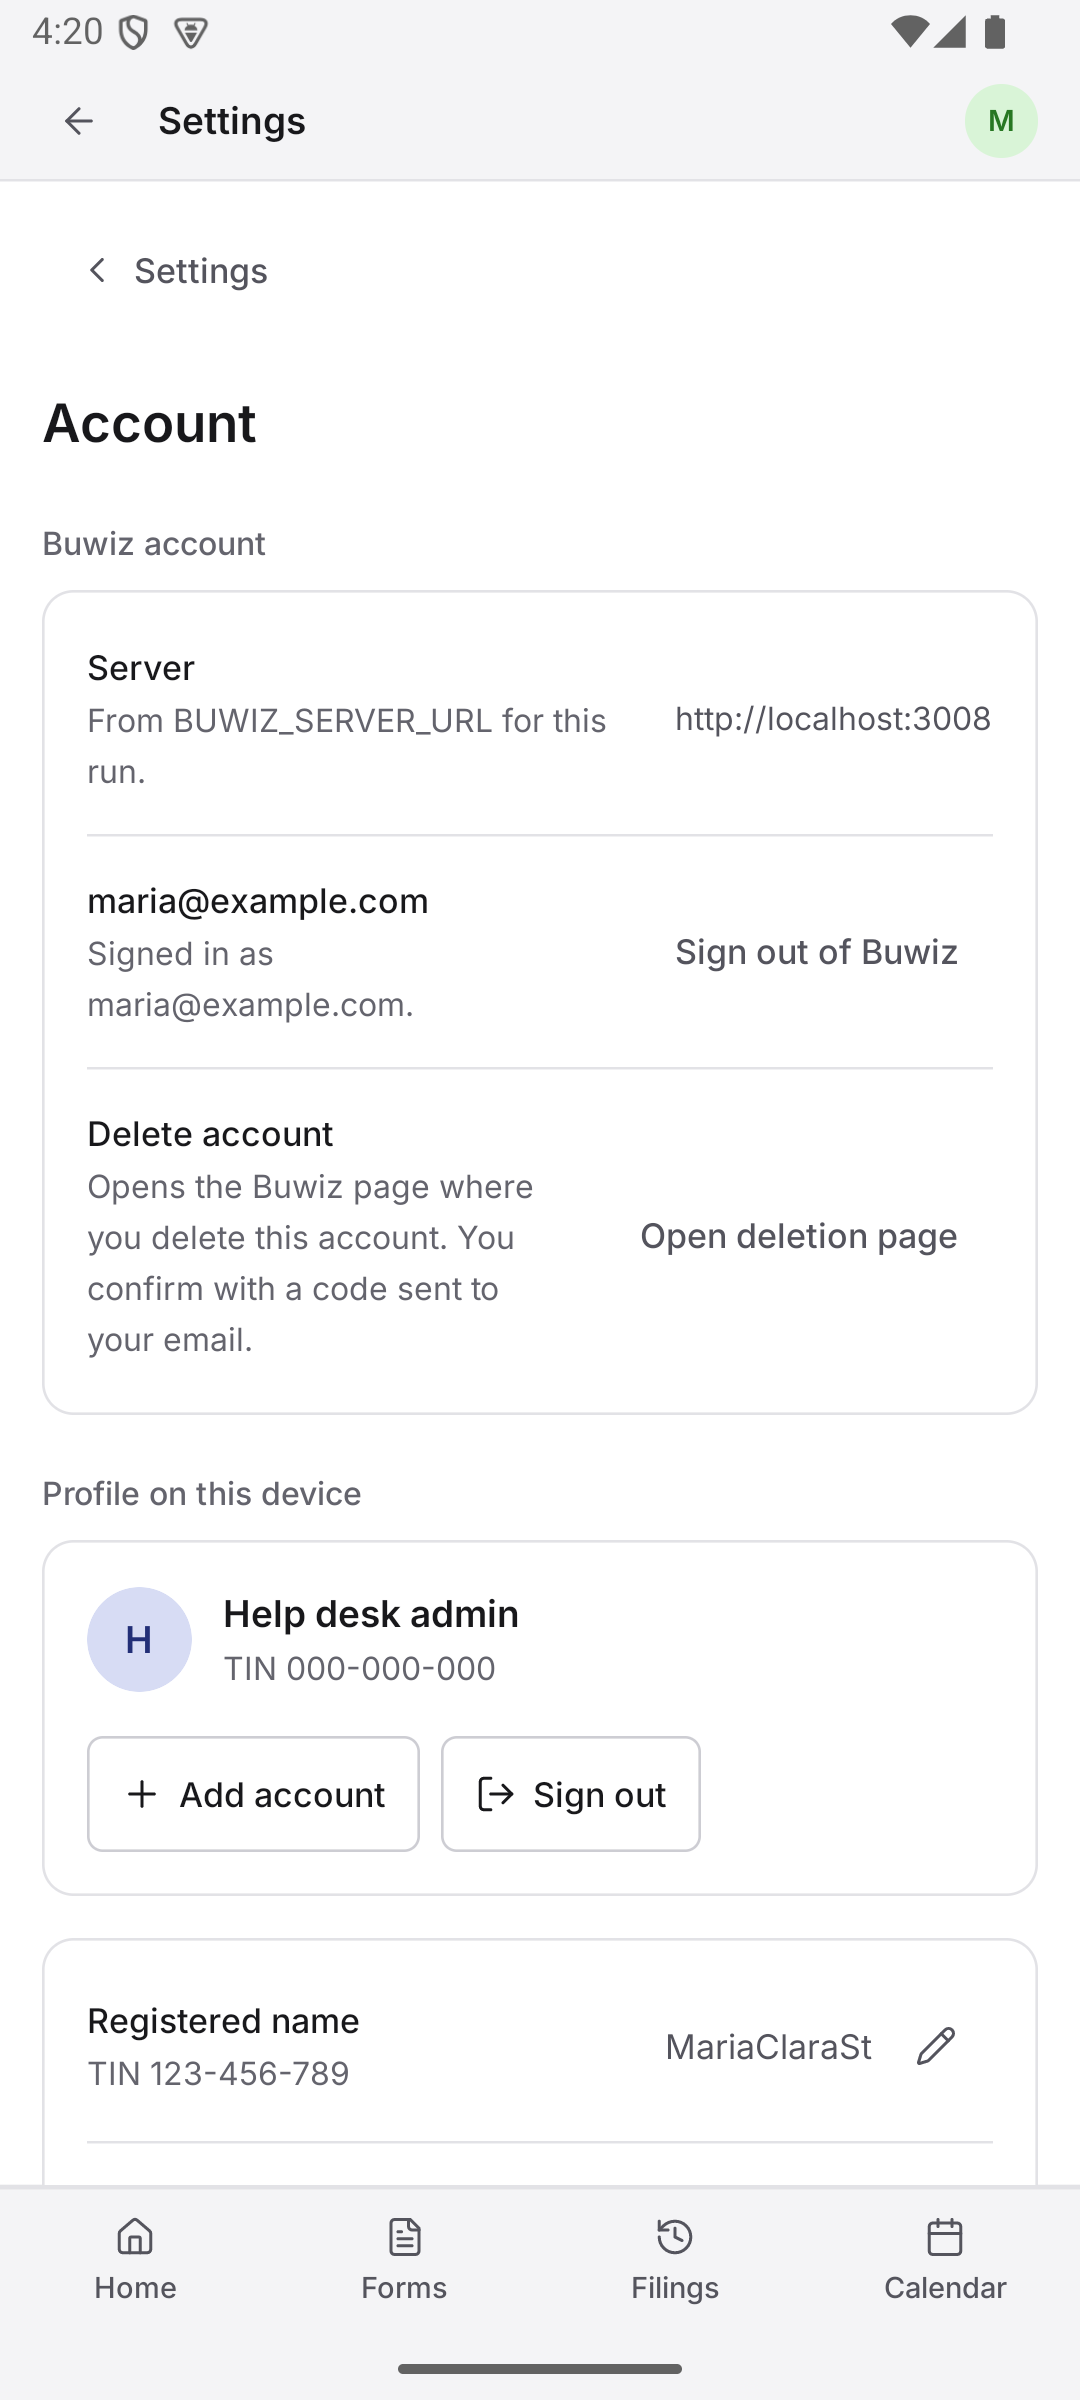 4:20
Settings
M
Settings
Account
Buwiz account
Server
From BUWIZ_SERVER_URL for this
run.
http://localhost:3008
maria@example.com
Signed in as
maria@example.com.
Sign out of Buwiz
Delete account
Opens the Buwiz page where
you delete this account. You
confirm with a code sent to
your email.
Open deletion page
Profile on this device
H
Help desk admin
TIN 000-000-000
Add account
Sign out
Registered name
TIN 123-456-789
MariaClaraSt
Home
Forms
Filings
Calendar